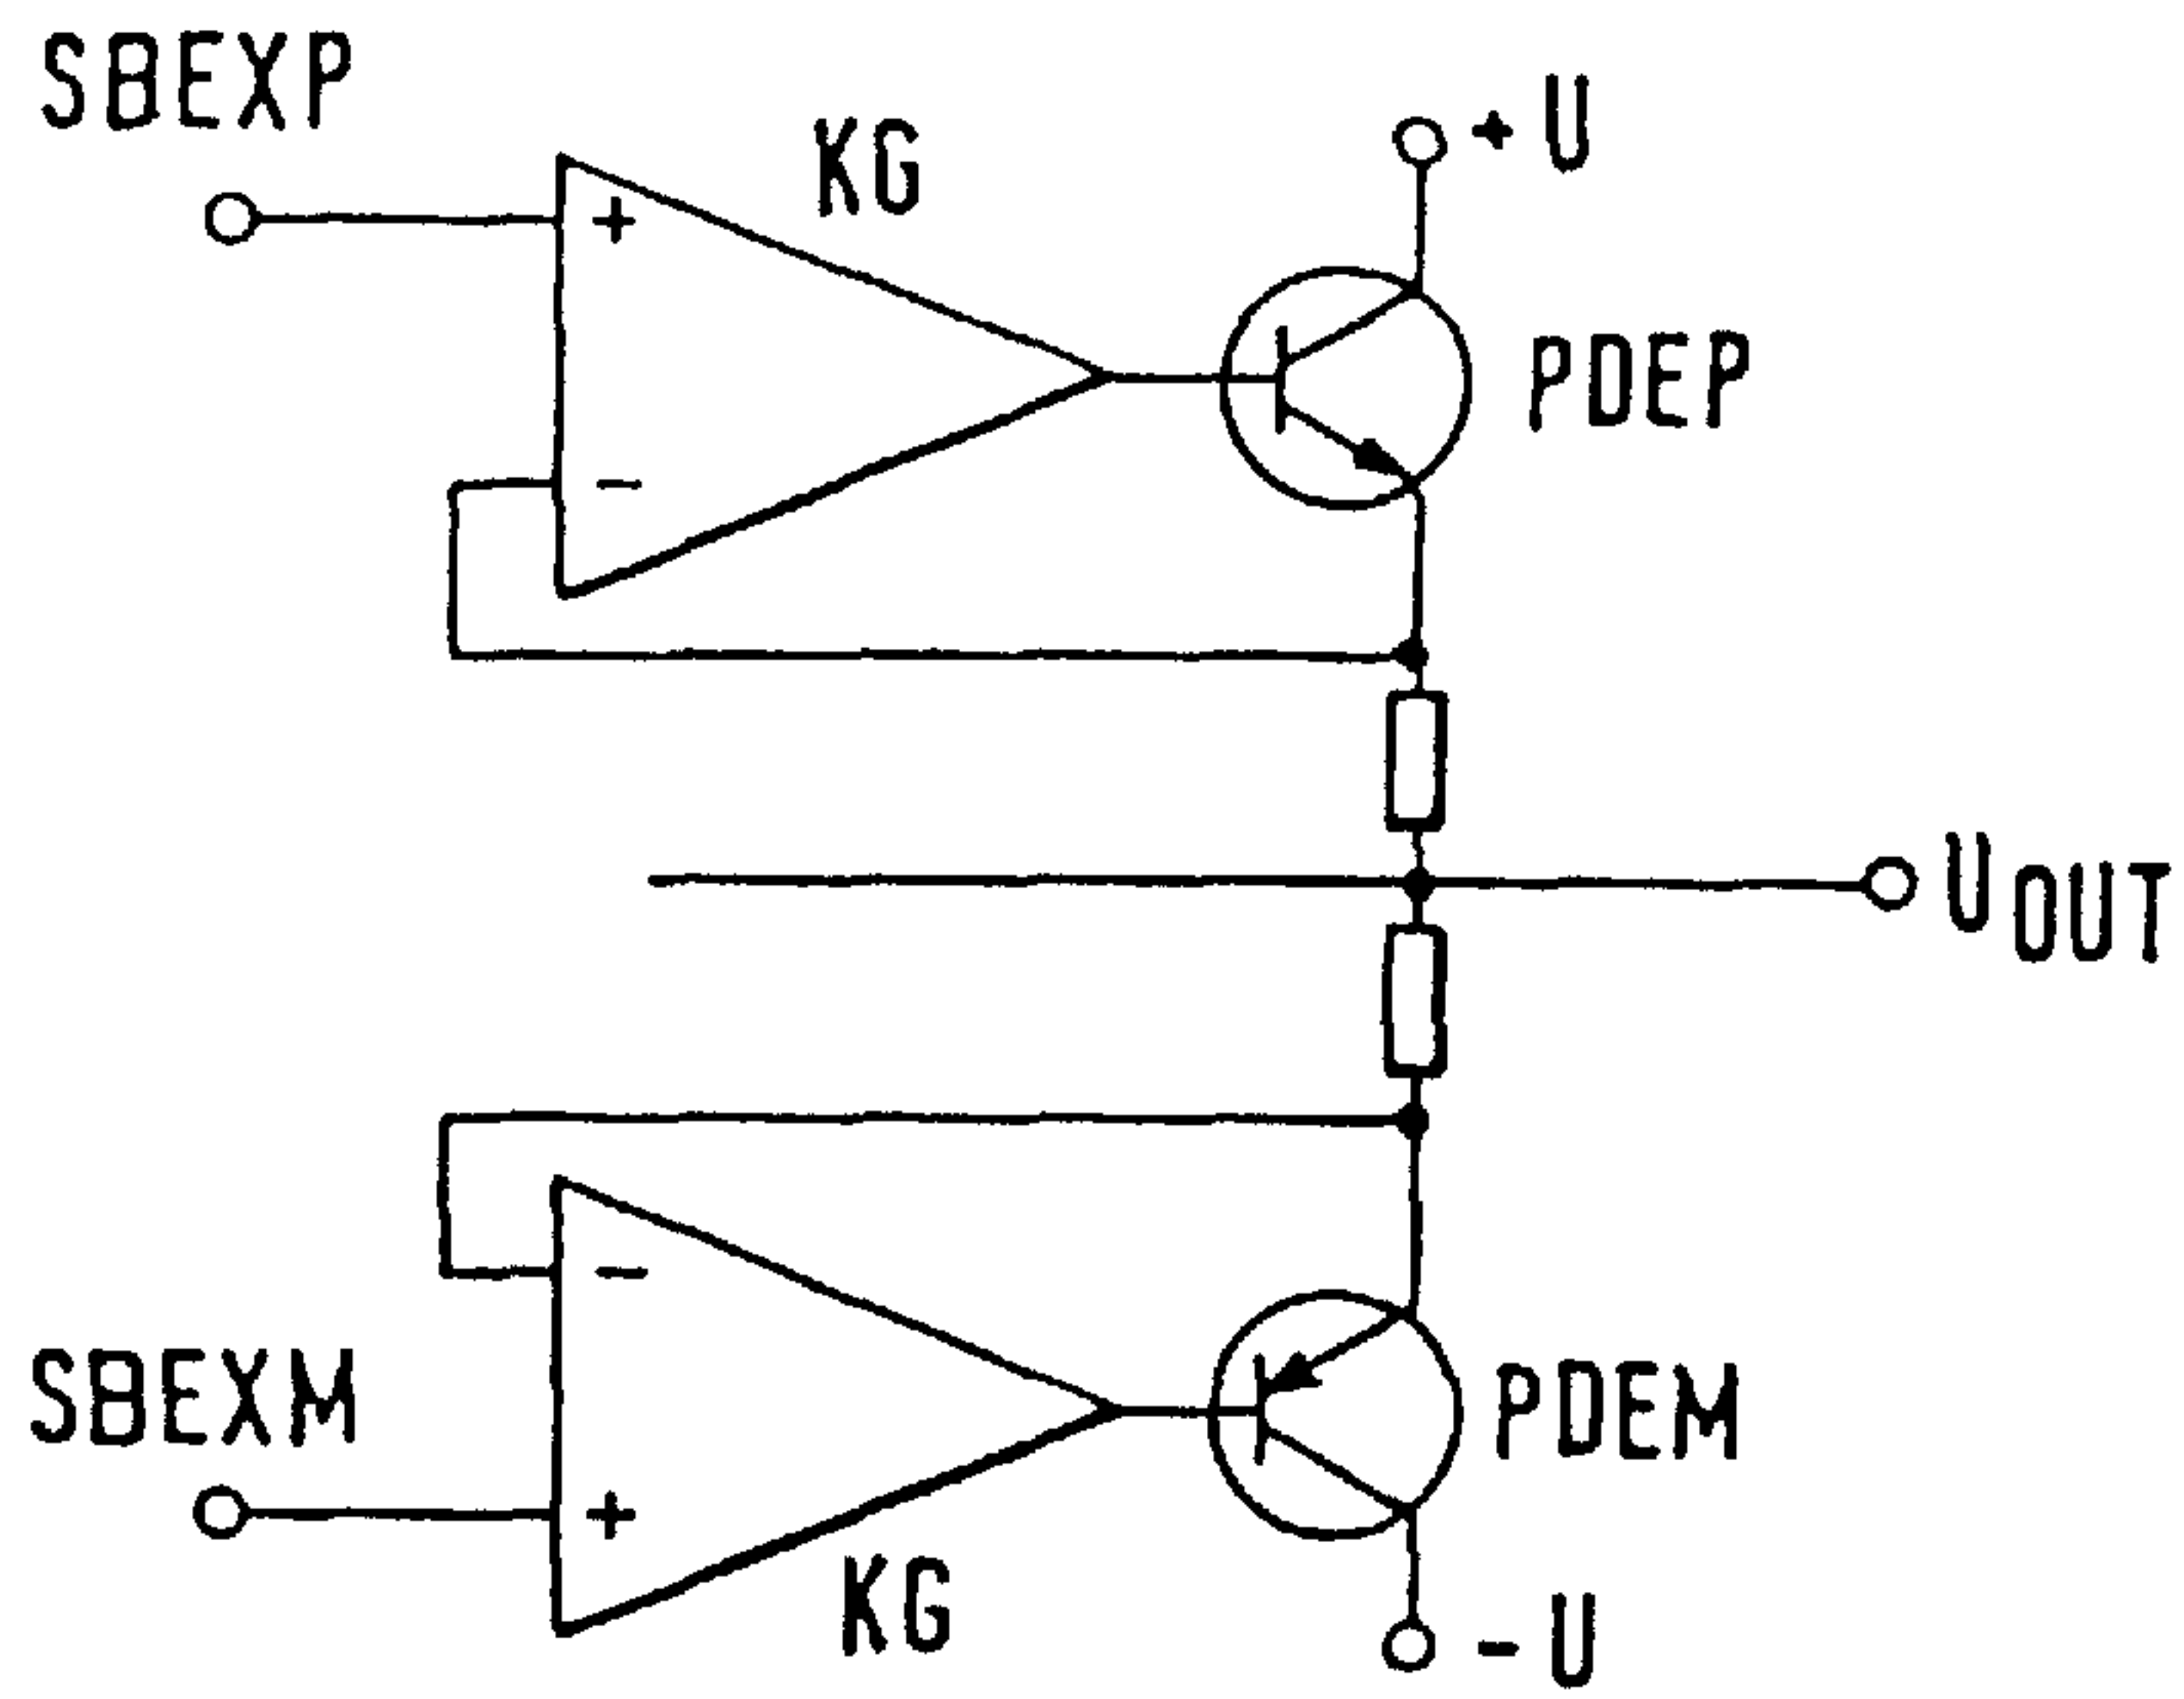 SBEXP
KG
+ U
+
PDEP
-
U OUT
-
SBEXM
PDEM
+
KG
- U